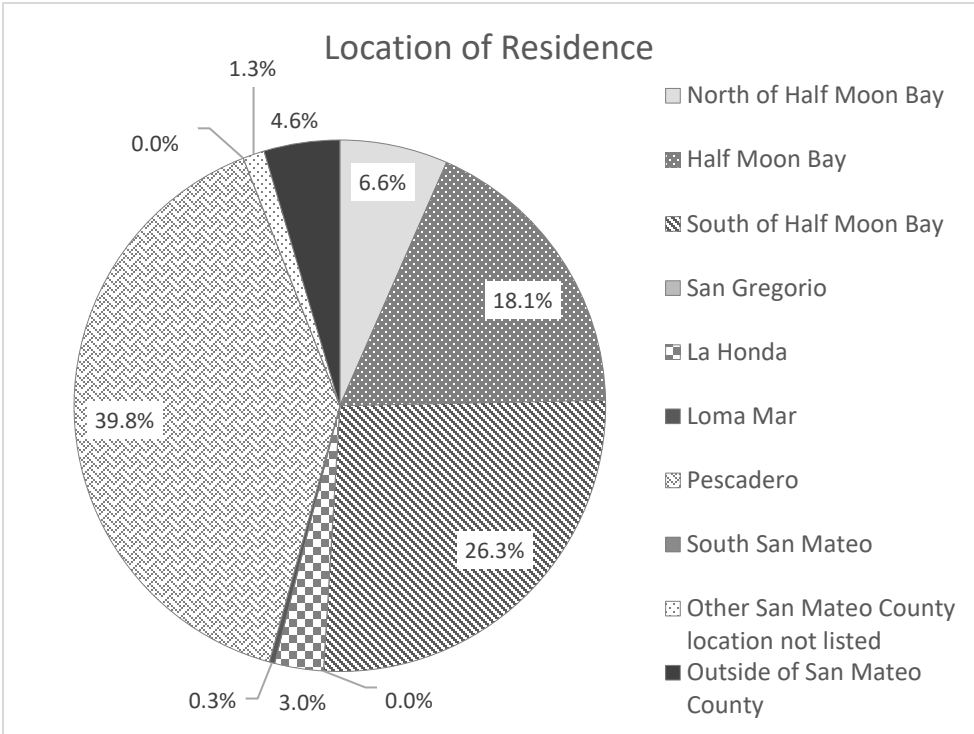 Location of Residence
1.3%
4.6%
0.0%
6.6%
18.1%
39.8%
26.3%
0.3%
3.0%
0.0%
North of Half Moon Bay
Half Moon Bay
South of Half Moon Bay
San Gregorio
La Honda
Loma Mar
Pescadero
South San Mateo
Other San Mateo County
location not listed
Outside of San Mateo
County